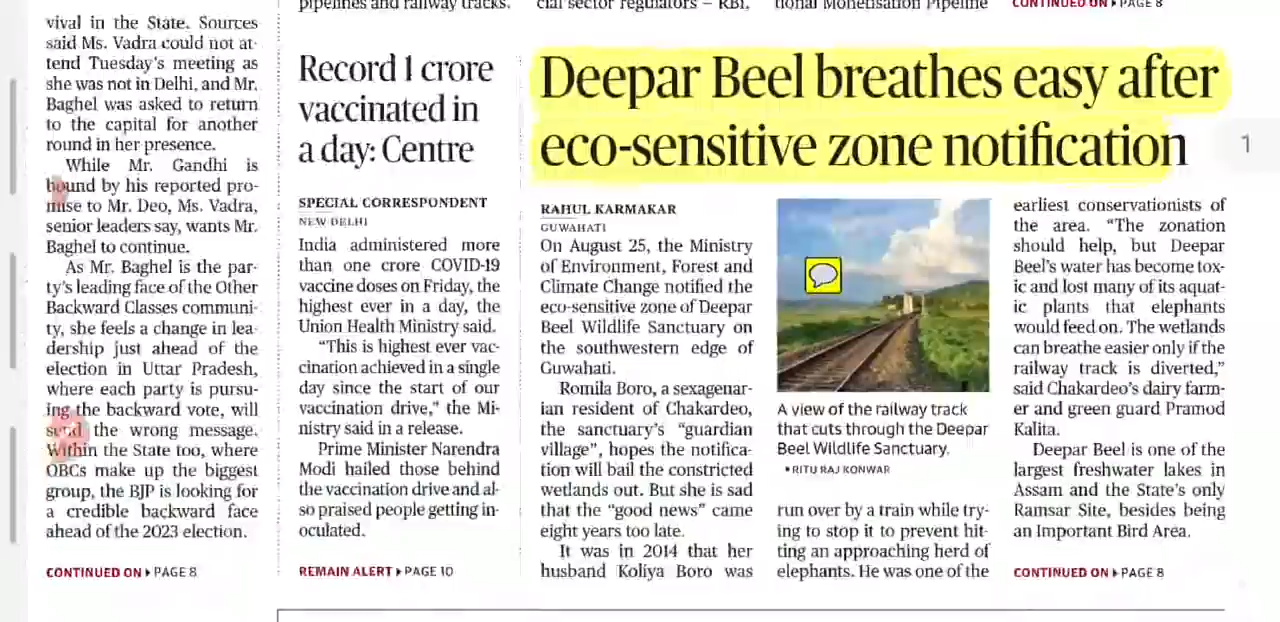 pipelines and railway tracks.
cial sector regulators – RBI,
tional Monetisation Pipeline
CONTINUED ON ▸ PAGE 8
vival in the State. Sources
said Ms. Vadra could not at-
tend Tuesday's meeting as
she was not in Delhi, and Mr.
Baghel was asked to return
to the capital for another
round in her presence.
While Mr. Gandhi is
bound by his reported pro-
mise to Mr. Deo, Ms. Vadra,
senior leaders say, wants Mr.
Baghel to continue.
As Mr. Baghel is the par-
ty's leading face of the Other
Backward Classes communi-
ty, she feels a change in lea-
dership just ahead of the
election in Uttar Pradesh,
where each party is pursu-
ing the backward vote, will
send the wrong message.
Within the State too, where
OBCs make up the biggest
group, the BJP is looking for
a credible backward face
ahead of the 2023 election.
CONTINUED ON ▸ PAGE 8
Record 1 crore
vaccinated in
a day: Centre
SPECIAL CORRESPONDENT
NEW DELHI
India administered more
than one crore COVID-19
vaccine doses on Friday, the
highest ever in a day, the
Union Health Ministry said.
"This is highest ever vac-
cination achieved in a single
day since the start of our
vaccination drive," the Mi-
nistry said in a release.
Prime Minister Narendra
Modi hailed those behind
the vaccination drive and al-
so praised people getting in-
oculated.
REMAIN ALERT ▸ PAGE 10
Deepar Beel breathes easy after
eco-sensitive zone notification
RAHUL KARMAKAR
GUWAHATI
On August 25, the Ministry
of Environment, Forest and
Climate Change notified the
eco-sensitive zone of Deepar
Beel Wildlife Sanctuary on
the southwestern edge of
Guwahati.
Romila Boro, a sexagenar-
ian resident of Chakardeo,
the sanctuary's "guardian
village", hopes the notifica-
tion will bail the constricted
wetlands out. But she is sad
that the "good news" came
eight years too late.
It was in 2014 that her
husband Koliya Boro was
A view of the railway track
that cuts through the Deepar
Beel Wildlife Sanctuary.
▪ RITU RAJ KONWAR
run over by a train while try-
ing to stop it to prevent hit-
ting an approaching herd of
elephants. He was one of the
earliest conservationists of
the area. "The zonation
should help, but Deepar
Beel's water has become tox-
ic and lost many of its aquat-
ic plants that elephants
would feed on. The wetlands
can breathe easier only if the
railway track is diverted,"
said Chakardeo's dairy farm-
er and green guard Pramod
Kalita.
Deepar Beel is one of the
largest freshwater lakes in
Assam and the State's only
Ramsar Site, besides being
an Important Bird Area.
CONTINUED ON ▸ PAGE 8
1